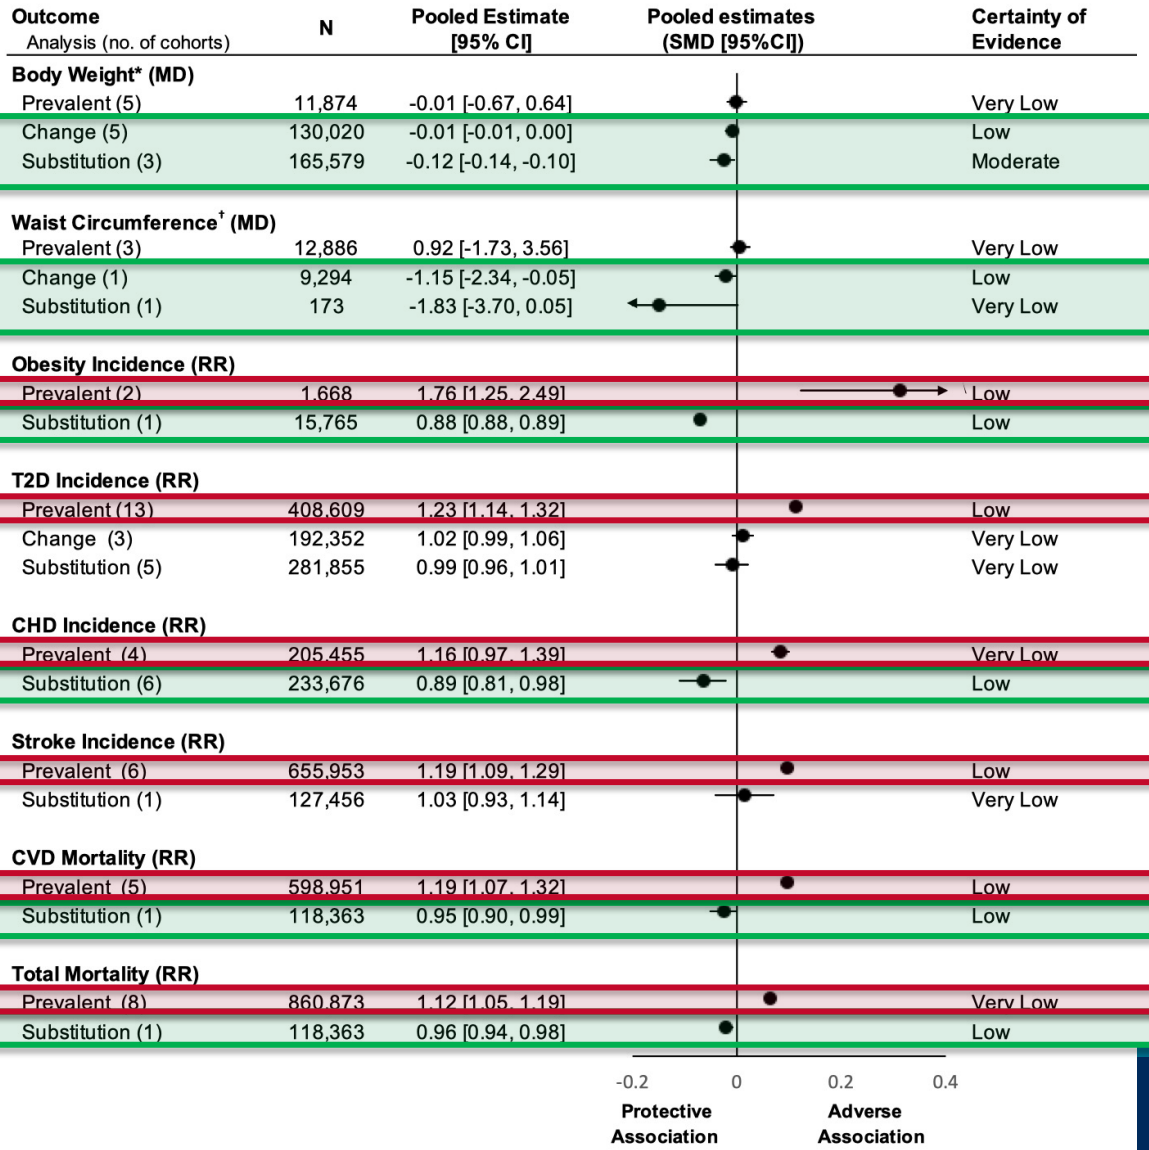 Outcome N Pooled Estimate Pooled estimates Certainty of
Analysis (no. of cohorts) [95% CI] (SMD [95%CI]) Evidence
Body Weight* (MD)
Prevalent (5) 11,874 -0.01 [-0.67, 0.64] Very Low
Change (5) 130,020 -0.01 [-0.01, 0.00] Low
Substitution (3) 165,579 -0.12 [-0.14, -0.10] Moderate
Waist Circumference† (MD)
Prevalent (3) 12,886 0.92 [-1.73, 3.56] Very Low
Change (1) 9,294 -1.15 [-2.34, -0.05] Low
Substitution (1) 173 -1.83 [-3.70, 0.05] Very Low
Obesity Incidence (RR)
Prevalent (2) 1,668 1.76 [1.25, 2.49] Low
Substitution (1) 15,765 0.88 [0.88, 0.89] Low
T2D Incidence (RR)
Prevalent (13) 408,609 1.23 [1.14, 1.32] Low
Change (3) 192,352 1.02 [0.99, 1.06] Very Low
Substitution (5) 281,855 0.99 [0.96, 1.01] Very Low
CHD Incidence (RR)
Prevalent (4) 205,455 1.16 [0.97, 1.39] Very Low
Substitution (6) 233,676 0.89 [0.81, 0.98] Low
Stroke Incidence (RR)
Prevalent (6) 655,953 1.19 [1.09, 1.29] Low
Substitution (1) 127,456 1.03 [0.93, 1.14] Very Low
CVD Mortality (RR)
Prevalent (5) 598,951 1.19 [1.07, 1.32] Low
Substitution (1) 118,363 0.95 [0.90, 0.99] Low
Total Mortality (RR)
Prevalent (8) 860,873 1.12 [1.05, 1.19] Very Low
Substitution (1) 118,363 0.96 [0.94, 0.98] Low
-0.2 0 0.2 0.4
Protective Adverse
Association Association